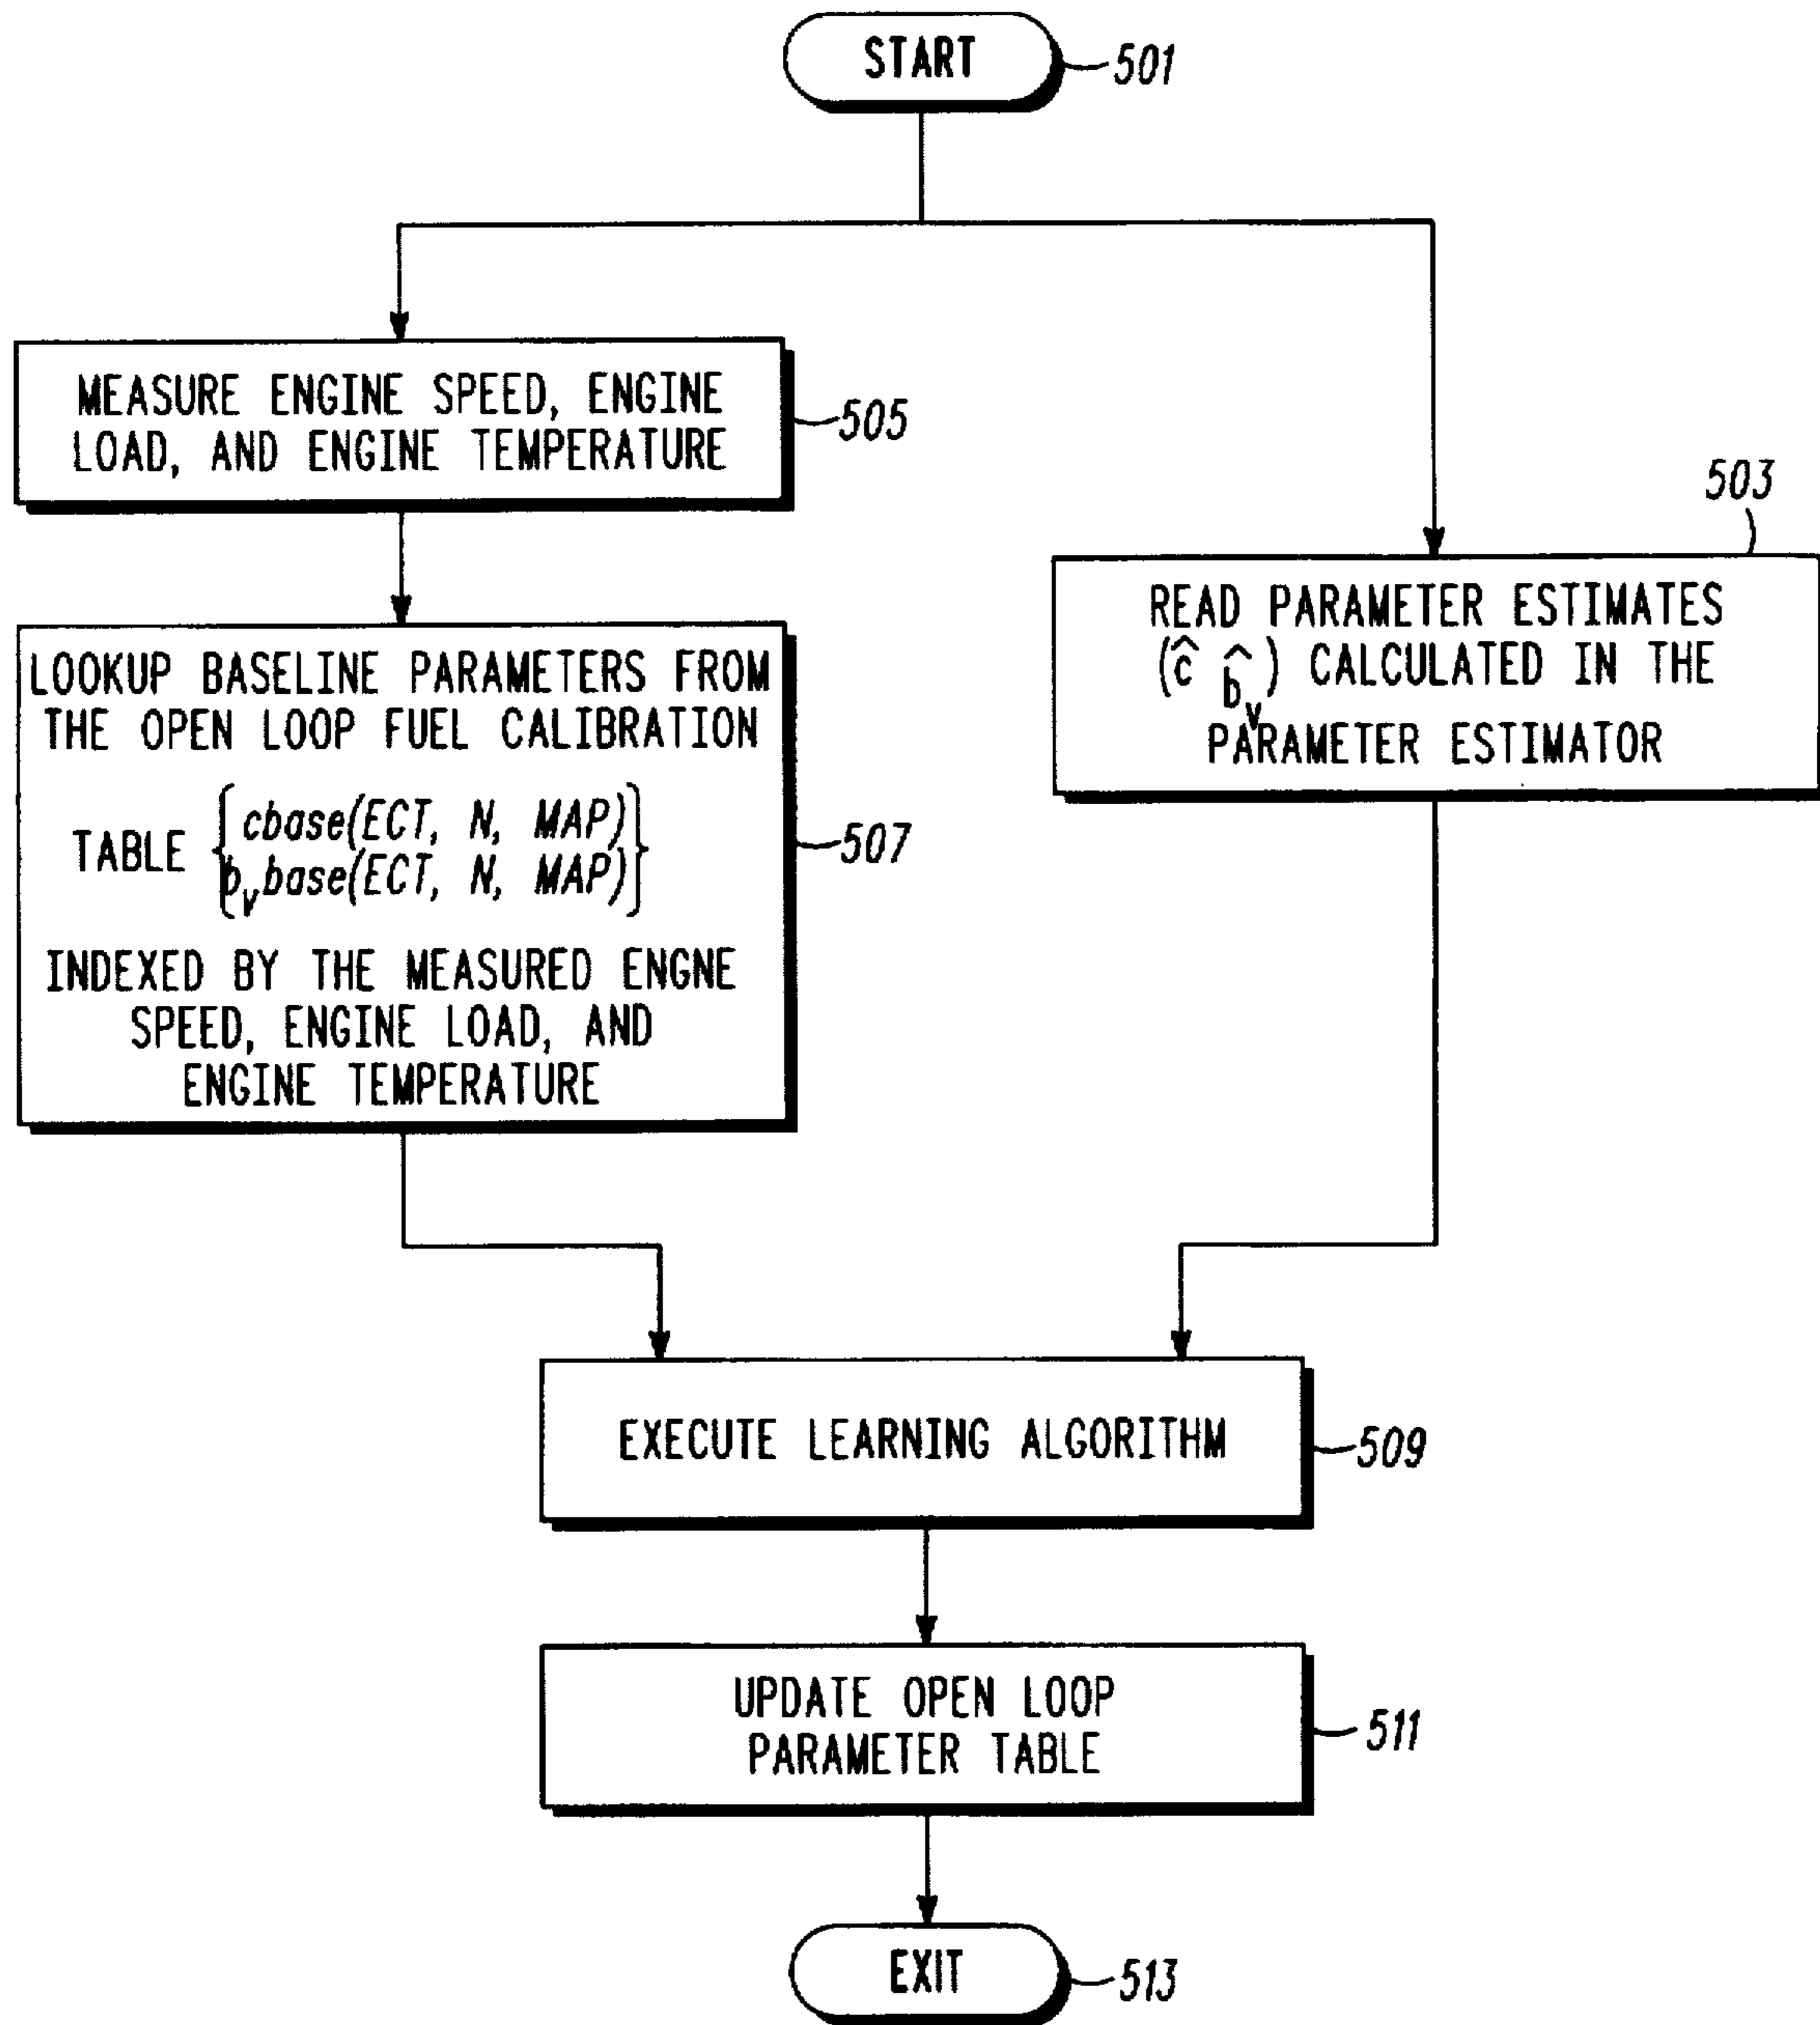 START
501
MEASURE ENGINE SPEED, ENGINE
LOAD, AND ENGINE TEMPERATURE
505
503
READ PARAMETER ESTIMATES
(ĉ b̂ᵥ) CALCULATED IN THE
PARAMETER ESTIMATOR
LOOKUP BASELINE PARAMETERS FROM
THE OPEN LOOP FUEL CALIBRATION
TABLE { cbase(ECT, N, MAP)
bᵥbase(ECT, N, MAP) }
507
INDEXED BY THE MEASURED ENGNE
SPEED, ENGINE LOAD, AND
ENGINE TEMPERATURE
EXECUTE LEARNING ALGORITHM
509
UPDATE OPEN LOOP
PARAMETER TABLE
511
EXIT
513